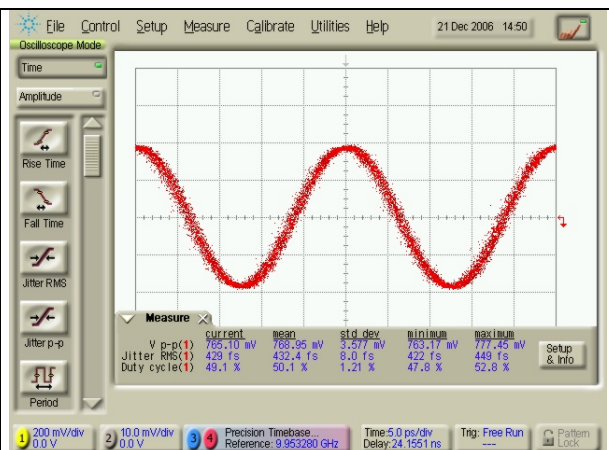 File Control Setup Measure Calibrate Utilities Help 21 Dec 2006 14:50
Oscilloscope Mode
Time
Amplitude
Rise Time
Fall Time
Jitter RMS
Jitter p-p
Period
Measure
current mean std dev minimum maximum
V p-p(1) 765.10 mV 768.95 mV 3.577 mV 763.17 mV 777.45 mV
Jitter RMS(1) 429 fs 432.4 fs 8.0 fs 422 fs 449 fs
Duty cycle(1) 49.1 % 50.1 % 1.21 % 47.8 % 52.8 %
Setup
& Info
1 200 mV/div
0.0 V
2 10.0 mV/div
0.0 V
3 4 Precision Timebase...
Reference: 9.953280 GHz
Time:5.0 ps/div
Delay:24.1551 ns
Trig: Free Run
---
Pattern
Lock